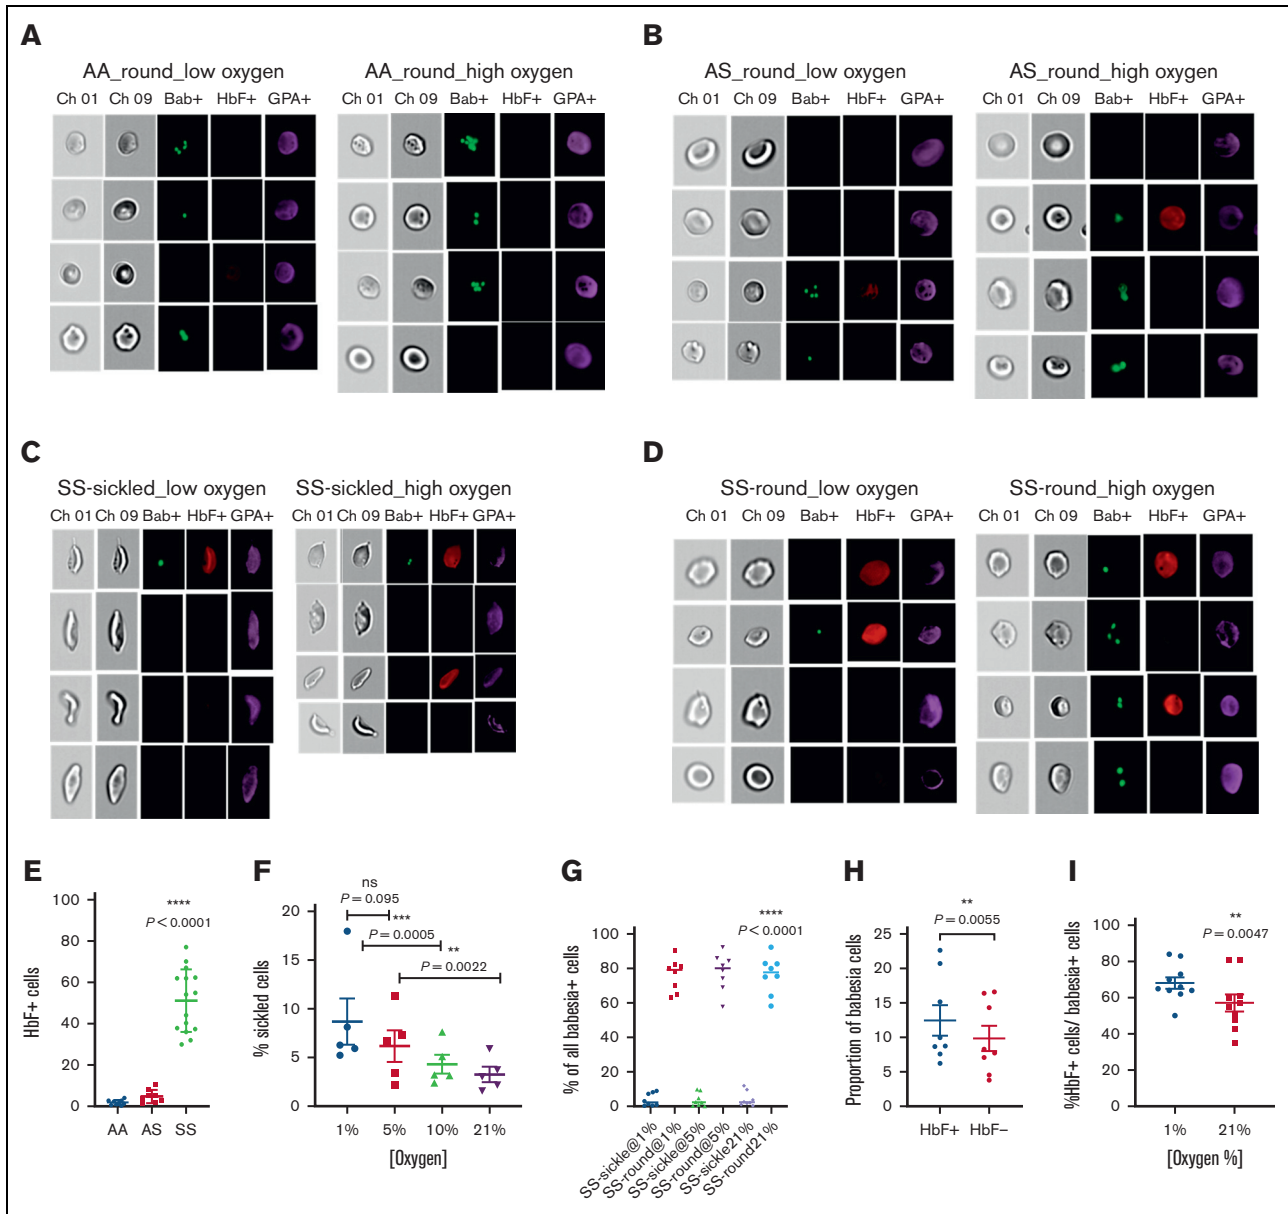 A
AA_round_low oxygen
Ch 01 Ch 09 Bab+ HbF+ GPA+
AA_round_high oxygen
Ch 01 Ch 09 Bab+ HbF+ GPA+
B
AS_round_low oxygen
Ch 01 Ch 09 Bab+ HbF+ GPA+
AS_round_high oxygen
Ch 01 Ch 09 Bab+ HbF+ GPA+
C
SS-sickled_low oxygen
Ch 01 Ch 09 Bab+ HbF+ GPA+
SS-sickled_high oxygen
Ch 01 Ch 09 Bab+ HbF+ GPA+
D
SS-round_low oxygen
Ch 01 Ch 09 Bab+ HbF+ GPA+
SS-round_high oxygen
Ch 01 Ch 09 Bab+ HbF+ GPA+
E
HbF+ cells
100
80
60
40
20
0
****
P < 0.0001
AA AS SS
F
% sickled cells
20
15
10
5
0
ns
P = 0.095
***
P = 0.0005
**
P = 0.0022
1% 5% 10% 21%
[Oxygen]
G
% of all babesia+ cells
100
80
60
40
20
0
****
P < 0.0001
SS-sickle@1%
SS-round@1%
SS-sickle@5%
SS-round@5%
SS-sickle21%
SS-round21%
H
Proportion of babesia cells
25
20
15
10
5
0
**
P = 0.0055
HbF+ HbF−
I
%HbF+ cells/ babesia+ cells
100
80
60
40
20
0
**
P = 0.0047
1% 21%
[Oxygen %]